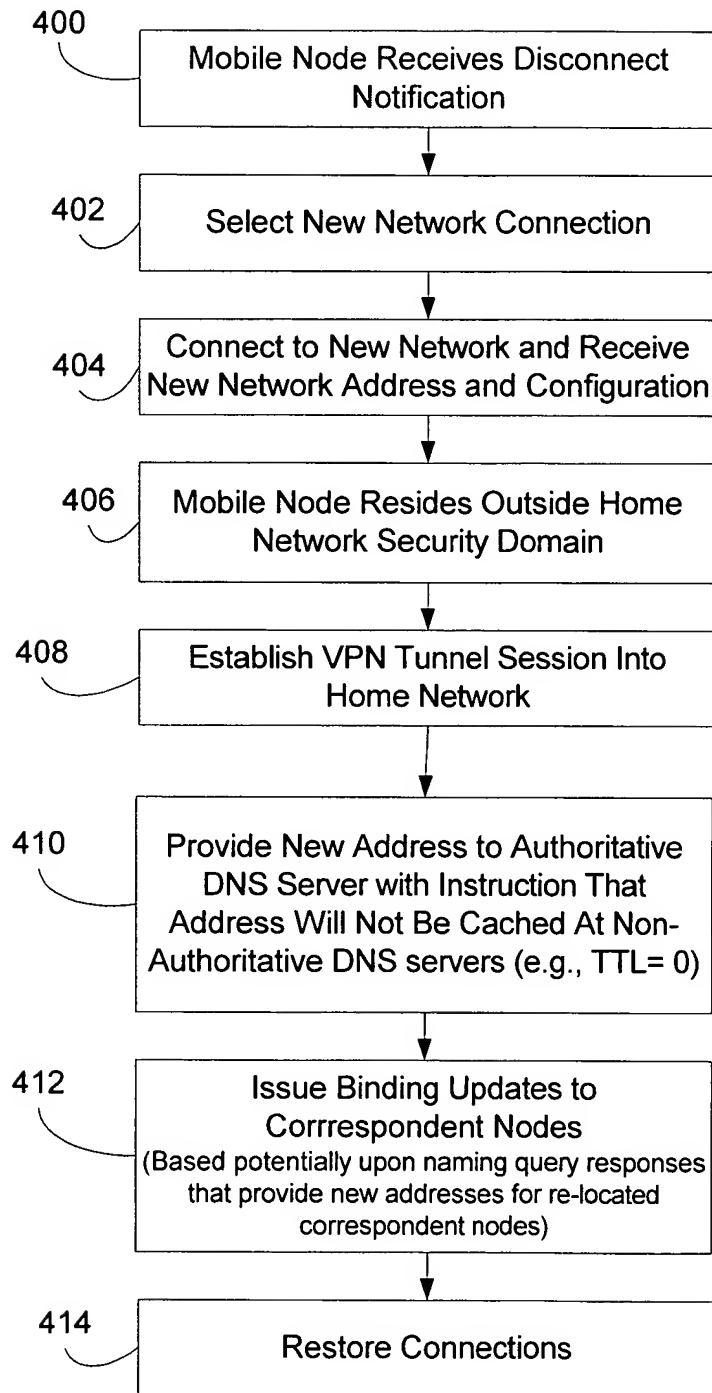 400
Mobile Node Receives Disconnect
Notification
402
Select New Network Connection
404
Connect to New Network and Receive
New Network Address and Configuration
406
Mobile Node Resides Outside Home
Network Security Domain
408
Establish VPN Tunnel Session Into
Home Network
410
Provide New Address to Authoritative
DNS Server with Instruction That
Address Will Not Be Cached At Non-
Authoritative DNS servers (e.g., TTL= 0)
412
Issue Binding Updates to
Corrrespondent Nodes
(Based potentially upon naming query responses
that provide new addresses for re-located
correspondent nodes)
414
Restore Connections